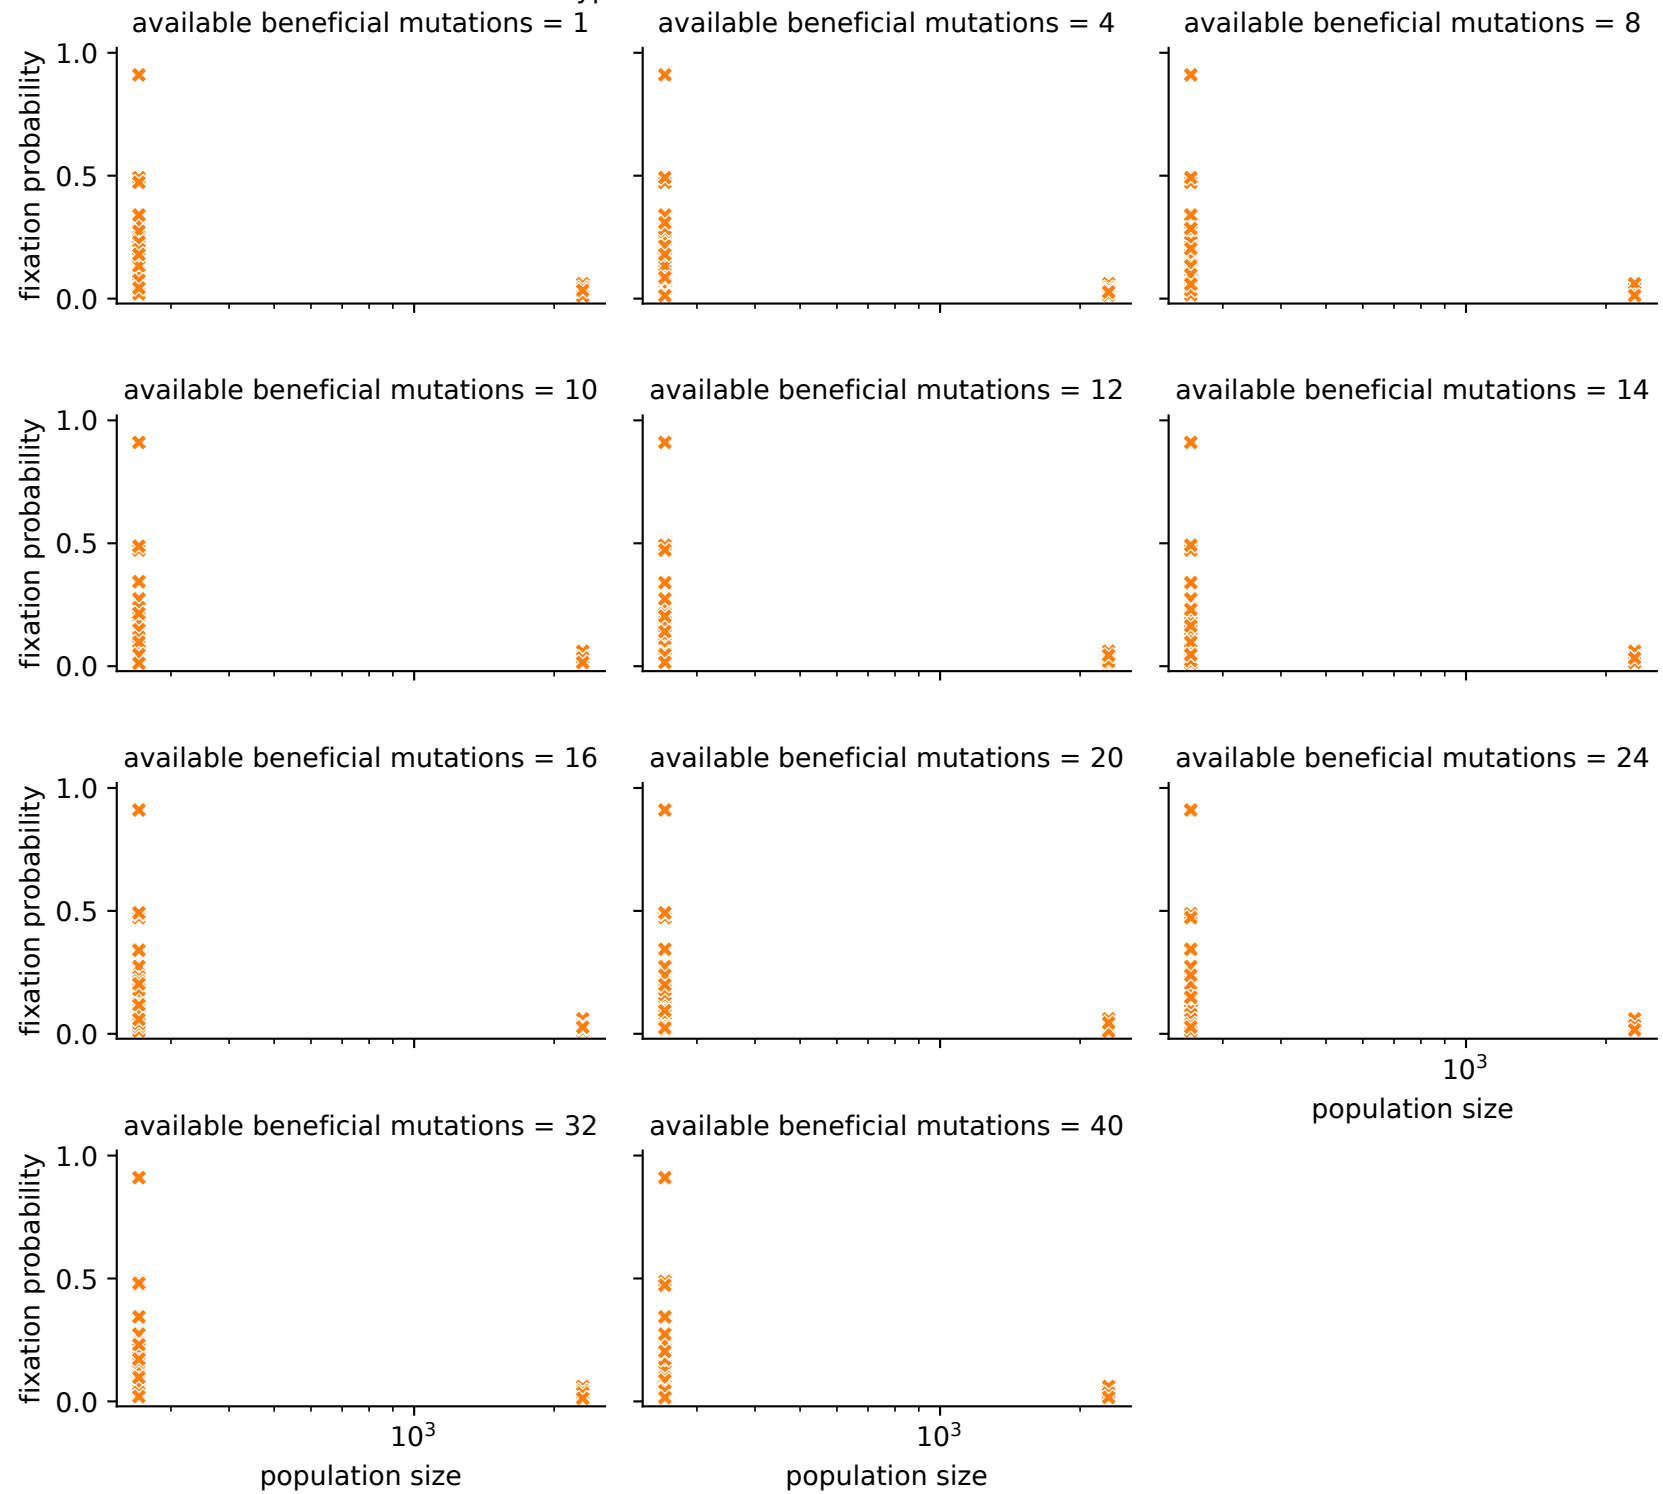 available beneficial mutations = 1
available beneficial mutations = 4
available beneficial mutations = 8
fixation probability
1.0
0.5
0.0
available beneficial mutations = 10
available beneficial mutations = 12
available beneficial mutations = 14
fixation probability
1.0
0.5
0.0
available beneficial mutations = 16
available beneficial mutations = 20
available beneficial mutations = 24
fixation probability
1.0
0.5
0.0
10³
population size
available beneficial mutations = 32
available beneficial mutations = 40
fixation probability
1.0
0.5
0.0
10³
10³
population size
population size